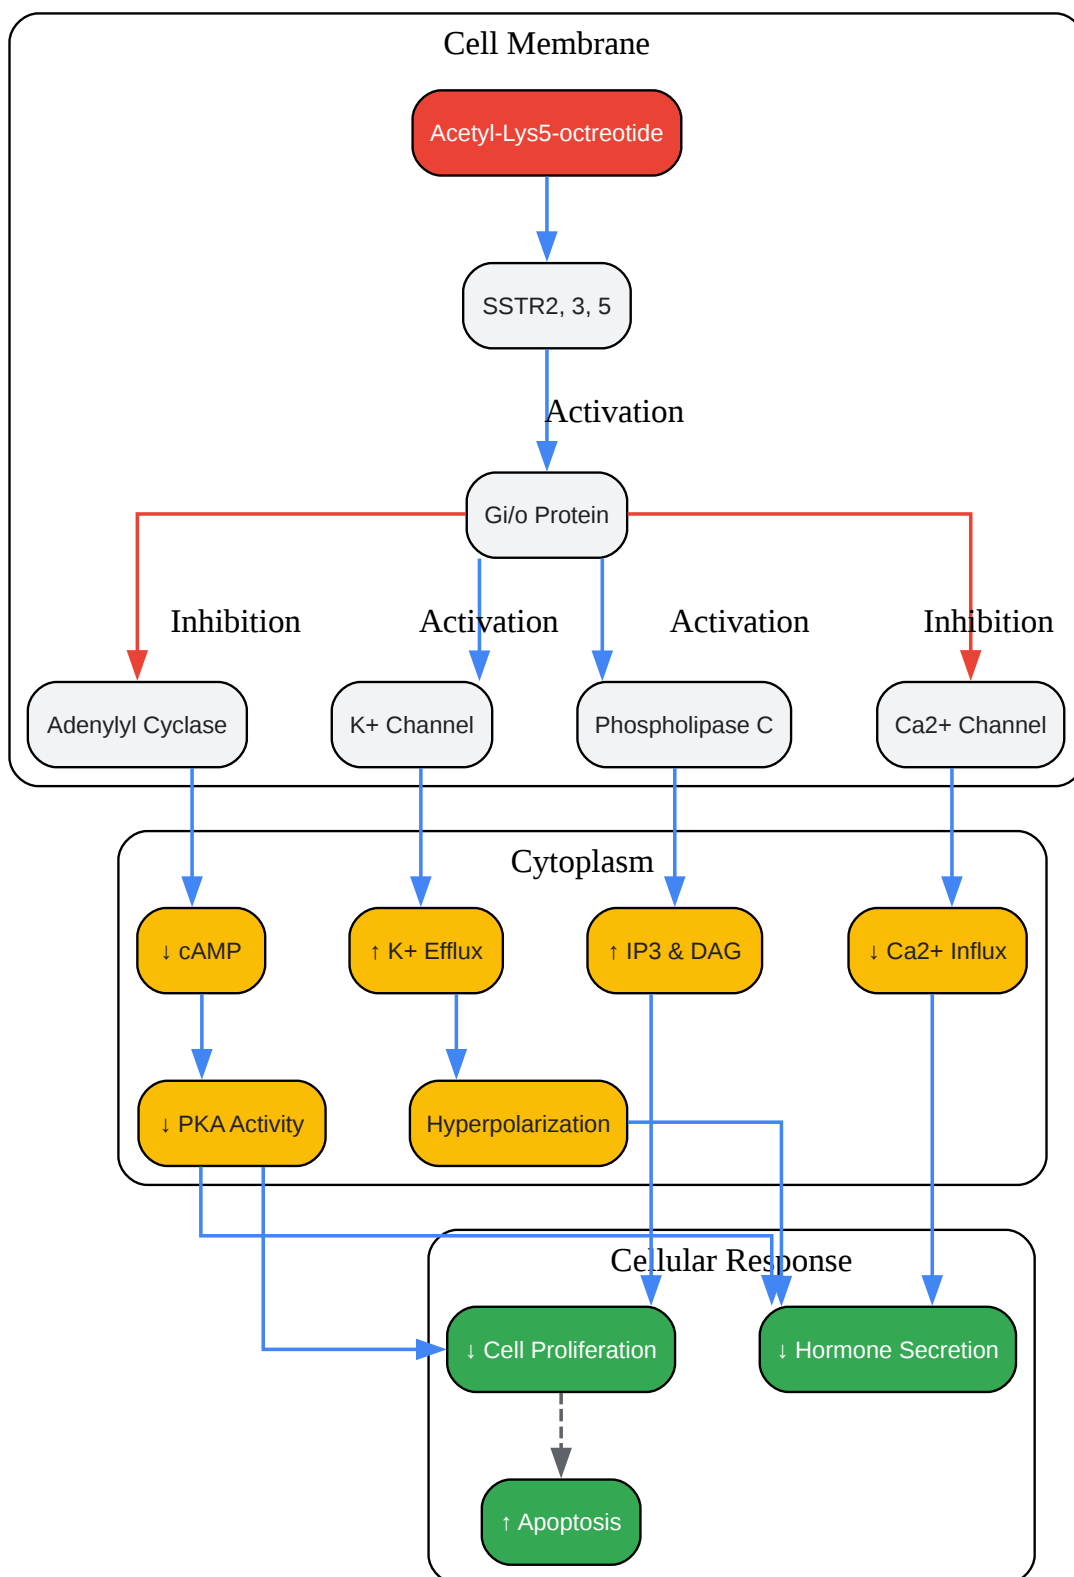 Cell Membrane
Acetyl-Lys5-octreotide
SSTR2, 3, 5
Activation
Gi/o Protein
Inhibition
Activation
Activation
Inhibition
Adenylyl Cyclase
K+ Channel
Phospholipase C
Ca2+ Channel
Cytoplasm
↓ cAMP
↑ K+ Efflux
↑ IP3 & DAG
↓ Ca2+ Influx
↓ PKA Activity
Hyperpolarization
Cellular Response
↓ Cell Proliferation
↓ Hormone Secretion
↑ Apoptosis